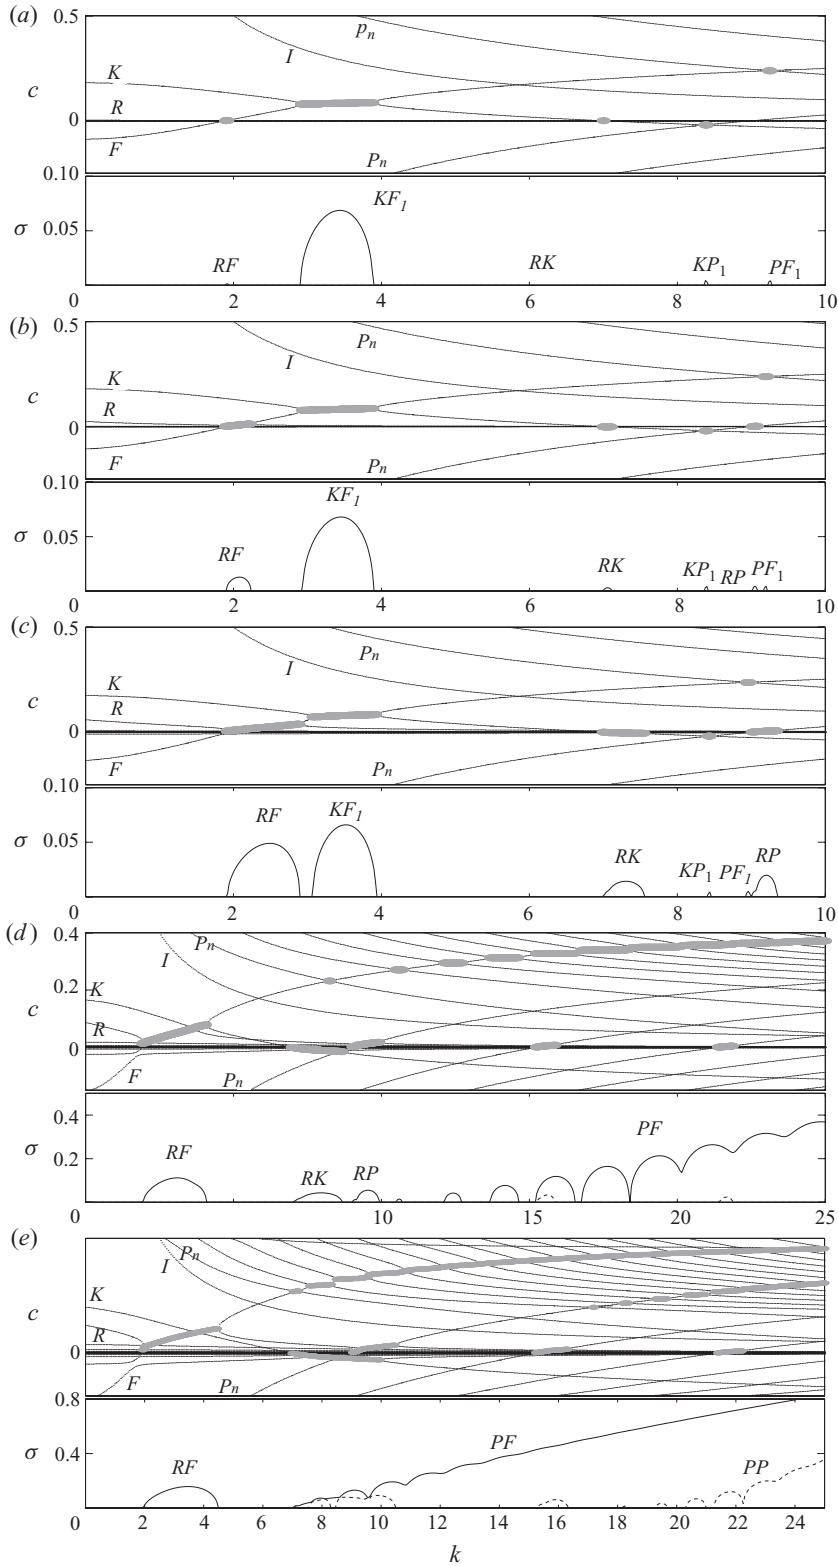 (a)
0.5
p_n
I
K
c
R
0
F
P_n
0.10
KF_1
σ
0.05
RF
RK
KP_1
PF_1
0
2
4
6
8
10
(b)
0.5
P_n
I
K
c
R
0
F
P_n
0.10
KF_1
σ
0.05
RF
RK
KP_1
RP
PF_1
0
2
4
6
8
10
(c)
0.5
P_n
I
K
c
R
0
F
P_n
0.10
RF
KF_1
σ
0.05
RK
KP_1
PF_1
RP
0
2
4
6
8
10
(d)
0.4
P_n
I
0.2
K
c
R
0
F
P_n
0.4
PF
σ
0.2
RF
RK
RP
0
10
15
20
25
(e)
P_n
I
K
c
R
0
F
P_n
0.8
σ
0.4
RF
PF
PP
0
2
4
6
8
10
12
14
16
18
20
22
24
k